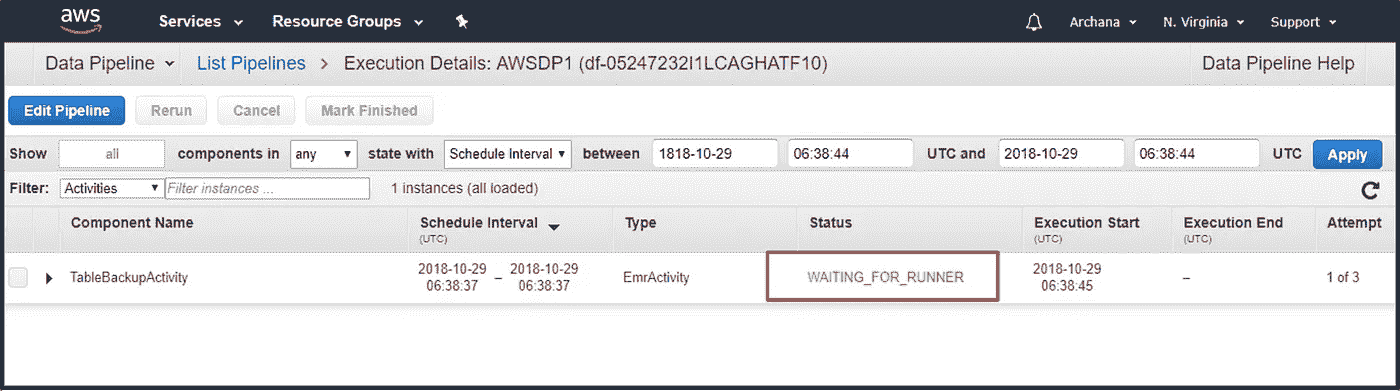 aws Services Resource Groups Archana N. Virginia Support
Data Pipeline List Pipelines > Execution Details: AWSDP1 (df-05247232I1LCAGHATF10) Data Pipeline Help
Edit Pipeline Rerun Cancel Mark Finished
Show all components in any state with Schedule Interval between 1818-10-29 06:38:44 UTC and 2018-10-29 06:38:44 UTC Apply
Filter: Activities Filter instances ... 1 instances (all loaded)
Component Name Schedule Interval Type Status Execution Start Execution End Attempt
(UTC) (UTC) (UTC)
TableBackupActivity 2018-10-29 06:38:37 – 2018-10-29 06:38:37 EmrActivity WAITING_FOR_RUNNER 2018-10-29 06:38:45 – 1 of 3